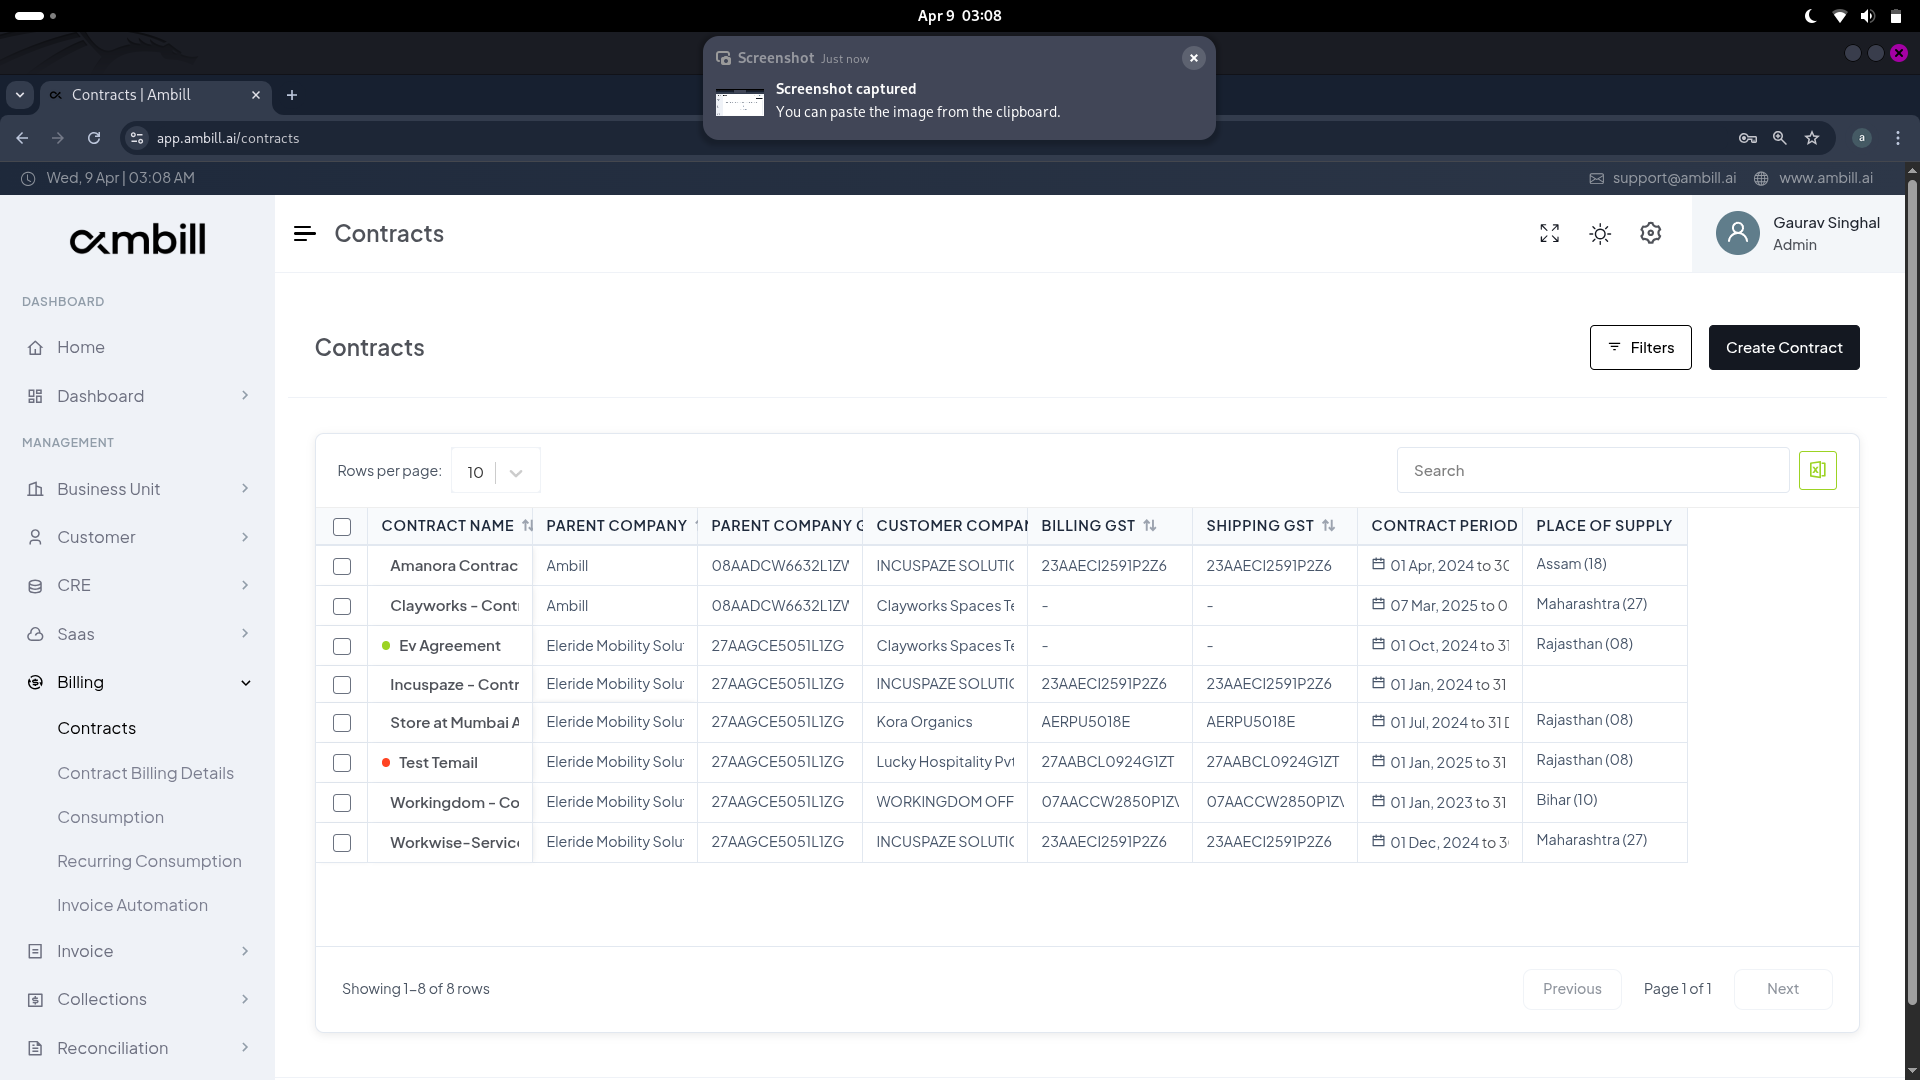 Apr 9 03:08
Screenshot Just now
Screenshot captured
You can paste the image from the clipboard.
Contracts | Ambill
app.ambill.ai/contracts
a
Wed, 9 Apr | 03:08 AM
support@ambill.ai
www.ambill.ai
ambill
Contracts
Gaurav Singhal
Admin
DASHBOARD
Home
Dashboard
MANAGEMENT
Business Unit
Customer
CRE
Saas
Billing
Contracts
Contract Billing Details
Consumption
Recurring Consumption
Invoice Automation
Invoice
Collections
Reconciliation
Contracts
Filters
Create Contract
Rows per page: 10
Search
CONTRACT NAME PARENT COMPANY PARENT COMPANY G CUSTOMER COMPAN BILLING GST SHIPPING GST CONTRACT PERIOD PLACE OF SUPPLY
Amanora Contrac Ambill 08AADCW6632L1ZW INCUSPAZE SOLUTIO 23AAECI2591P2Z6 23AAECI2591P2Z6 01 Apr, 2024 to 30 Assam (18)
Clayworks - Contr Ambill 08AADCW6632L1ZW Clayworks Spaces Te - - 07 Mar, 2025 to 0 Maharashtra (27)
Ev Agreement Eleride Mobility Solu 27AAGCE5051L1ZG Clayworks Spaces Te - - 01 Oct, 2024 to 31 Rajasthan (08)
Incuspaze - Contr Eleride Mobility Solu 27AAGCE5051L1ZG INCUSPAZE SOLUTIO 23AAECI2591P2Z6 23AAECI2591P2Z6 01 Jan, 2024 to 31
Store at Mumbai A Eleride Mobility Solu 27AAGCE5051L1ZG Kora Organics AERPU5018E AERPU5018E 01 Jul, 2024 to 31 D Rajasthan (08)
Test Temail Eleride Mobility Solu 27AAGCE5051L1ZG Lucky Hospitality Pvt 27AABCL0924G1ZT 27AABCL0924G1ZT 01 Jan, 2025 to 31 Rajasthan (08)
Workingdom - Co Eleride Mobility Solu 27AAGCE5051L1ZG WORKINGDOM OFF 07AACCW2850P1ZV 07AACCW2850P1ZV 01 Jan, 2023 to 31 Bihar (10)
Workwise-Service Eleride Mobility Solu 27AAGCE5051L1ZG INCUSPAZE SOLUTIO 23AAECI2591P2Z6 23AAECI2591P2Z6 01 Dec, 2024 to 3 Maharashtra (27)
Showing 1-8 of 8 rows
Previous
Page 1 of 1
Next